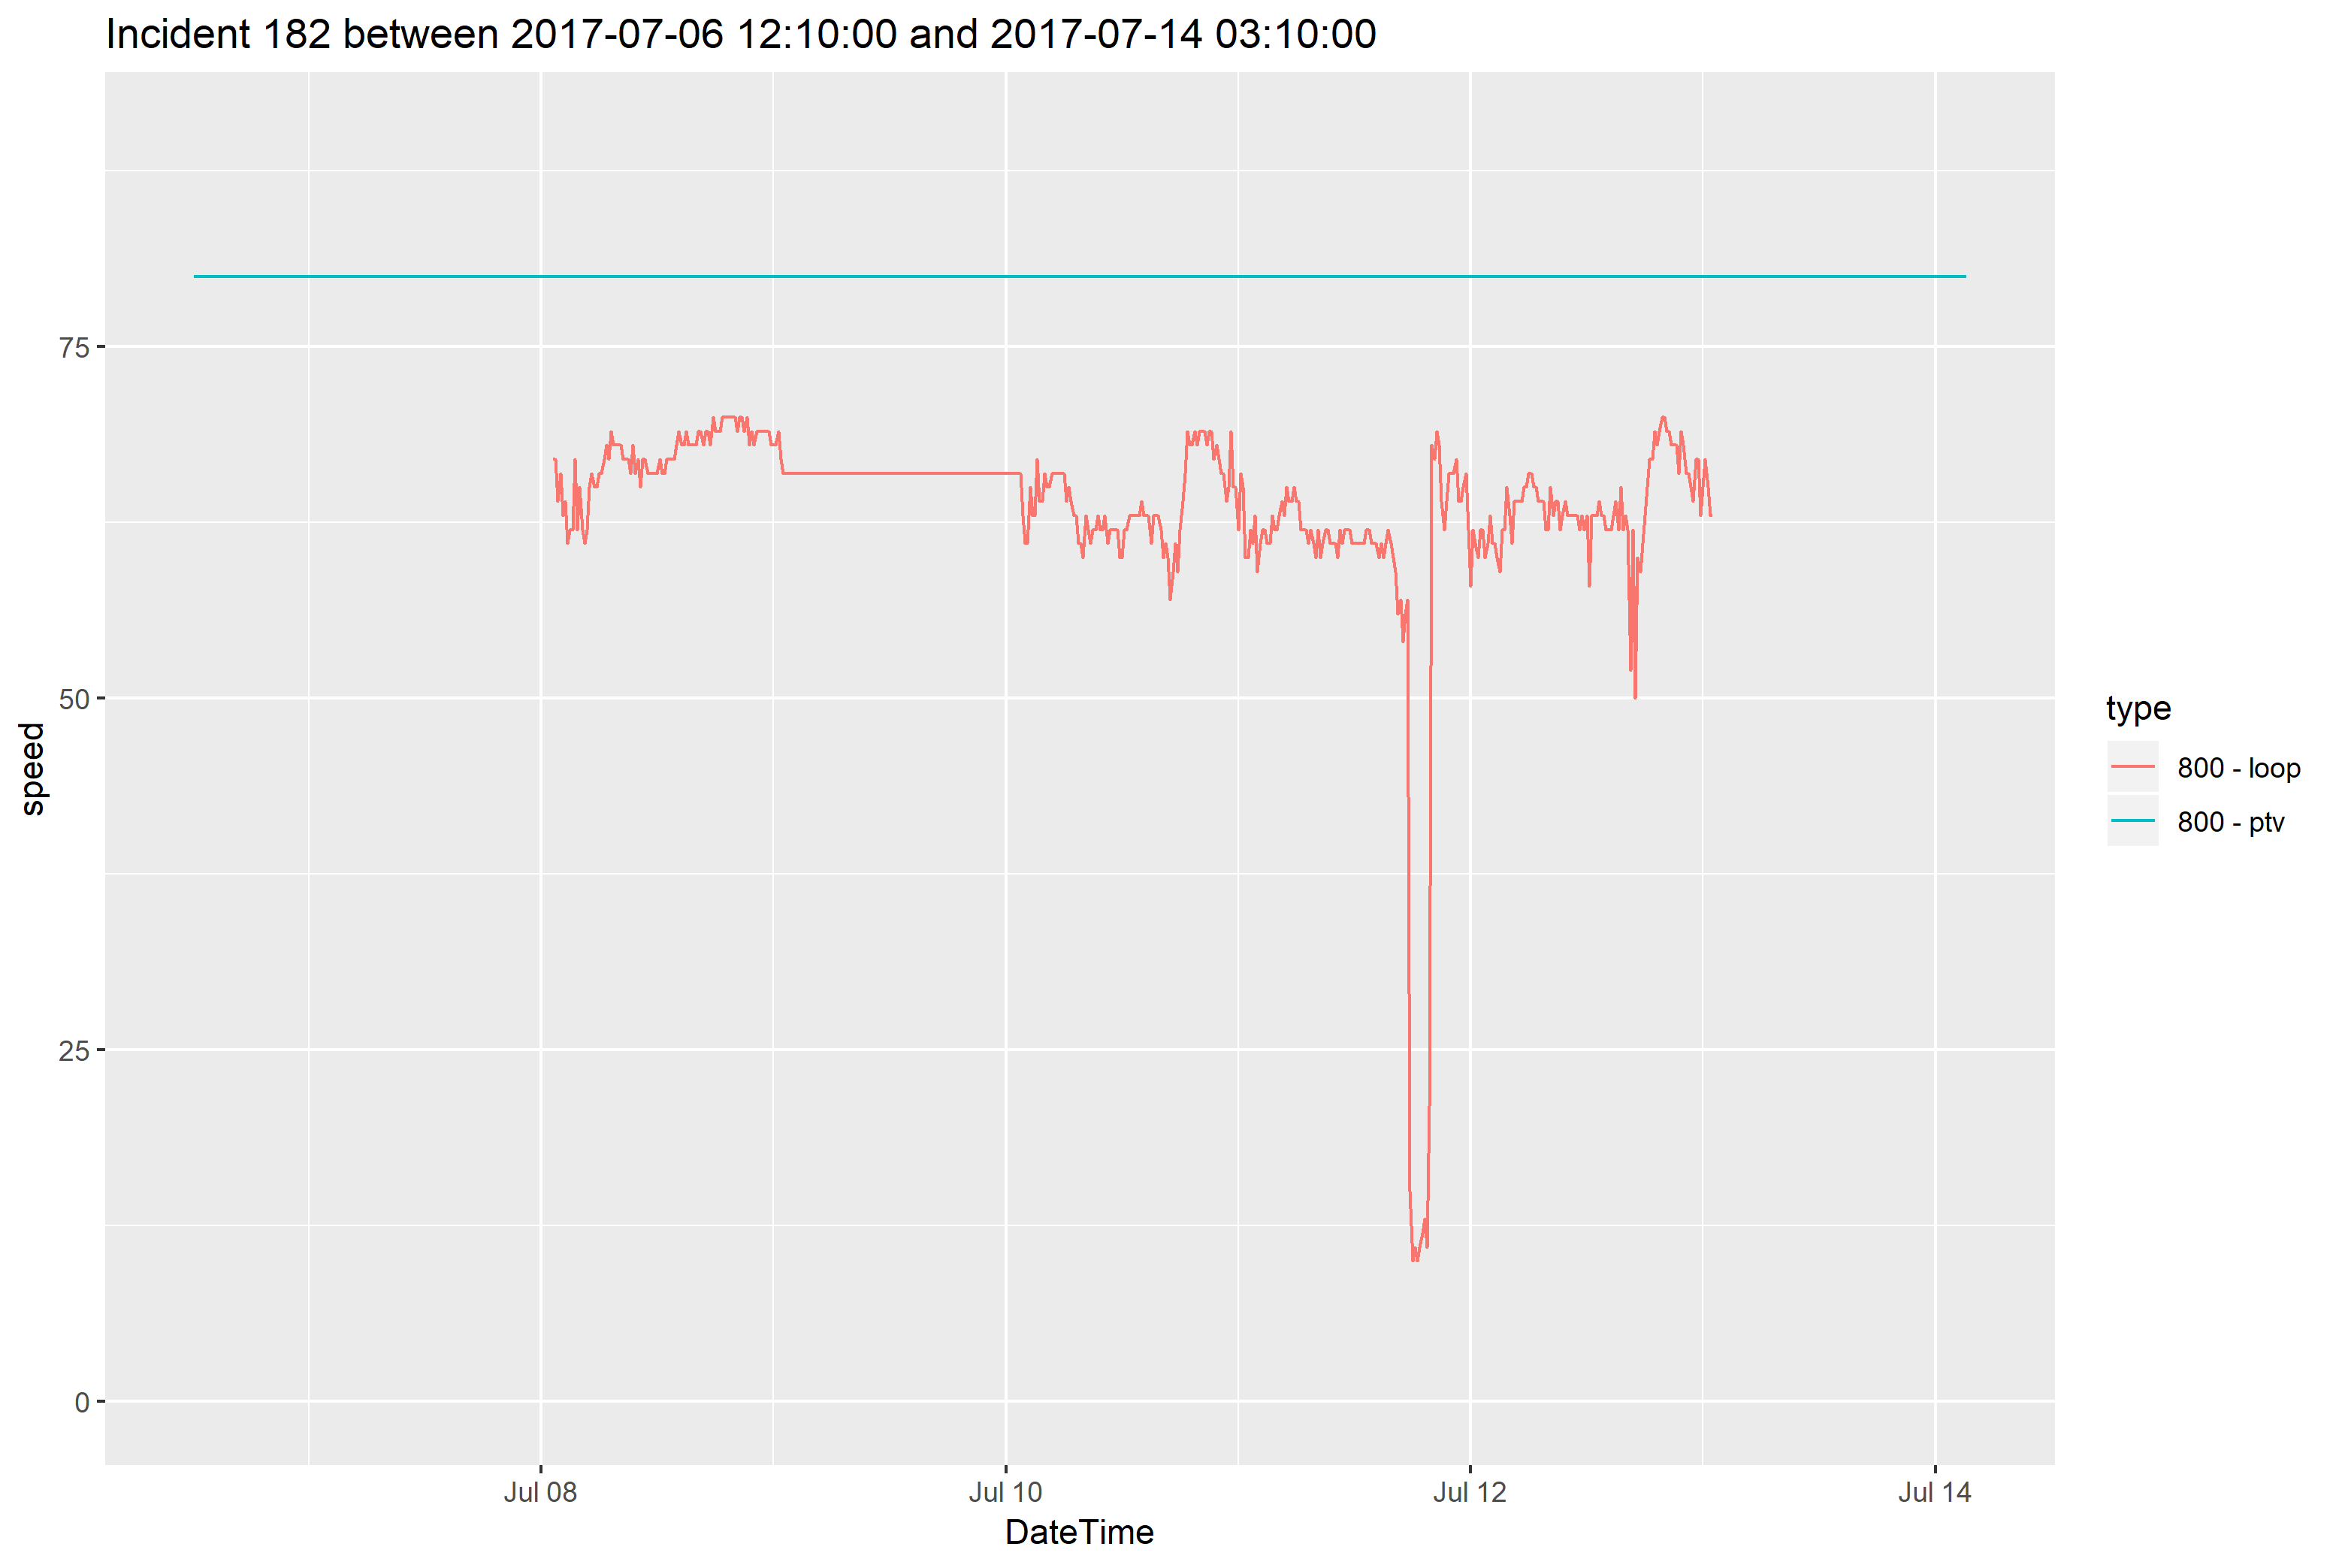 Incident 182 between 2017-07-06 12:10:00 and 2017-07-14 03:10:00
75
50
25
0
speed
Jul 08
Jul 10
Jul 12
Jul 14
DateTime
type
800 - loop
800 - ptv